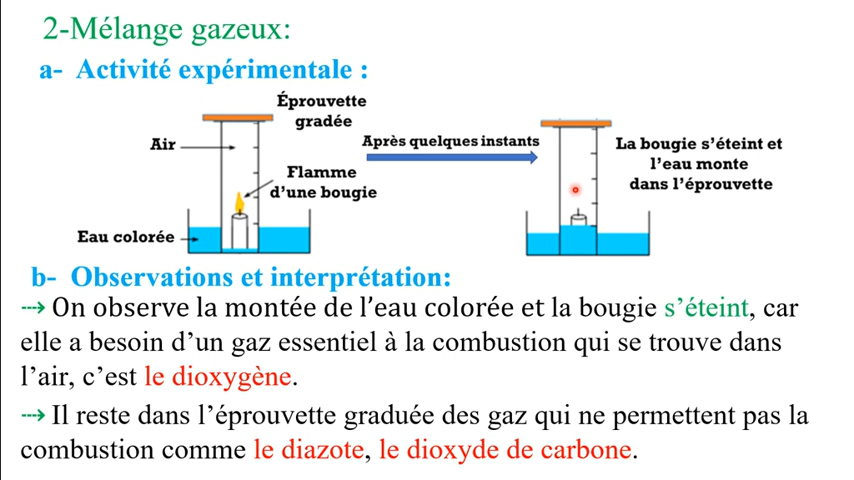 2-Mélange gazeux:
a- Activité expérimentale :
Éprouvette
gradée
Air
Après quelques instants
La bougie s'éteint et
l'eau monte
dans l'éprouvette
Flamme
d'une bougie
Eau colorée
b- Observations et interprétation:
⤏ On observe la montée de l'eau colorée et la bougie s'éteint, car
elle a besoin d'un gaz essentiel à la combustion qui se trouve dans
l'air, c'est le dioxygène.
⤏ Il reste dans l'éprouvette graduée des gaz qui ne permettent pas la
combustion comme le diazote, le dioxyde de carbone.